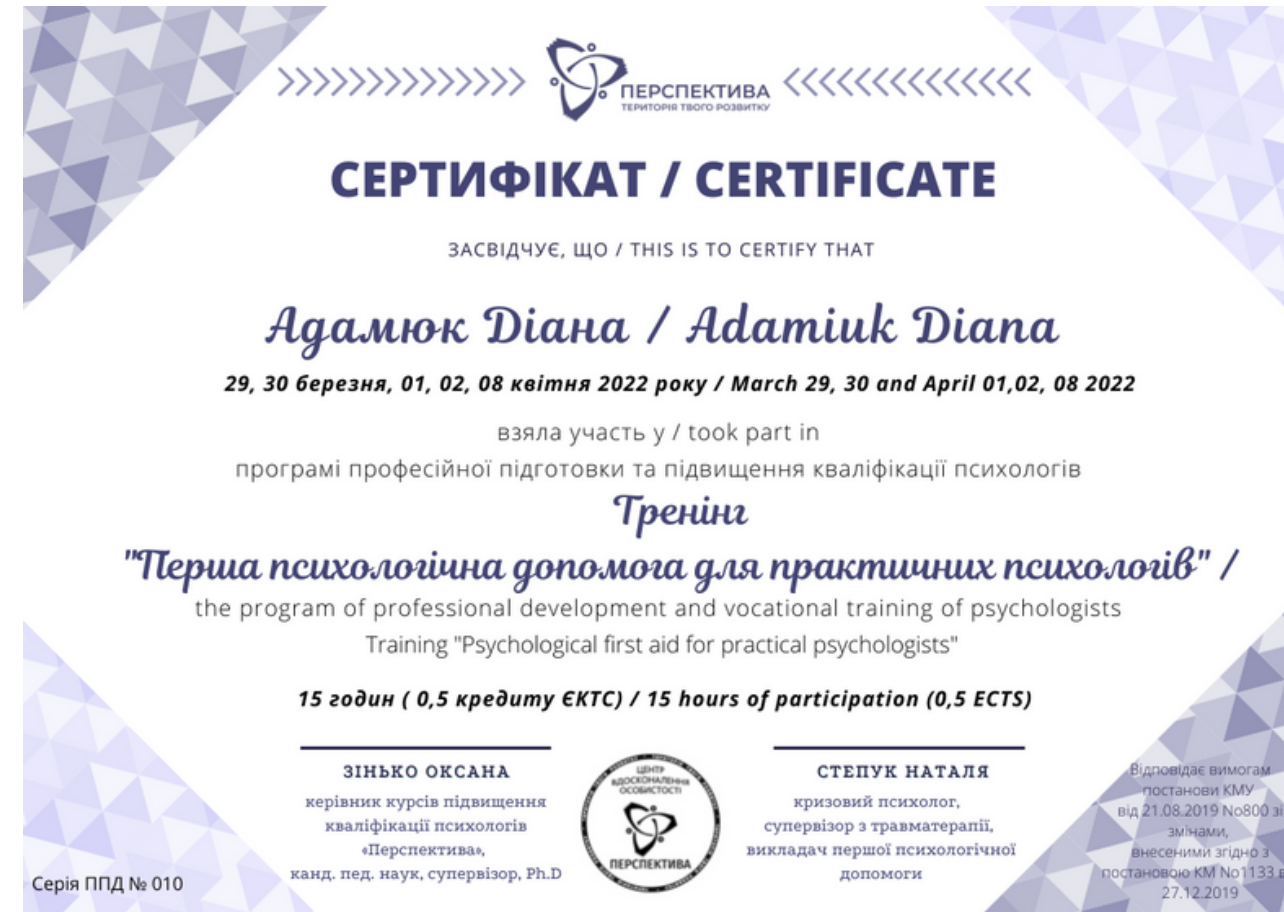 ПЕРСПЕКТИВА
ТЕРИТОРІЯ ТВОГО РОЗВИТКУ
СЕРТИФІКАТ / CERTIFICATE
ЗАСВІДЧУЄ, ЩО / THIS IS TO CERTIFY THAT
Адамюк Діана / Adamiuk Diana
29, 30 березня, 01, 02, 08 квітня 2022 року / March 29, 30 and April 01,02, 08 2022
взяла участь у / took part in
програмі професійної підготовки та підвищення кваліфікації психологів
Тренінг
"Перша психологічна допомога для практичних психологів" /
the program of professional development and vocational training of psychologists
Training "Psychological first aid for practical psychologists"
15 годин ( 0,5 кредиту ЄКТС) / 15 hours of participation (0,5 ECTS)
ЗІНЬКО ОКСАНА
керівник курсів підвищення
кваліфікації психологів
«Перспектива»,
канд. пед. наук, супервізор, Ph.D
ЦЕНТР
ВДОСКОНАЛЕННЯ
ОСОБИСТОСТІ
ПЕРСПЕКТИВА
СТЕПУК НАТАЛЯ
кризовий психолог,
супервізор з травматерапії,
викладач першої психологічної
допомоги
Відповідає вимогам
постанови КМУ
від 21.08.2019 No800 зі
змінами,
внесеними згідно з
постановою КМ No1133 в
27.12.2019
Серія ППД № 010